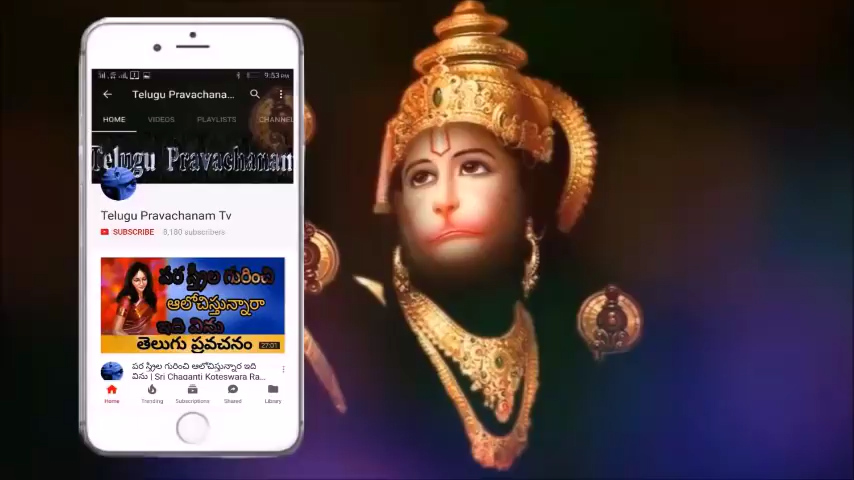 9:53 PM
Telugu Pravachana...
HOME VIDEOS PLAYLISTS CHANNEL
Telugu Pravachanam
Telugu Pravachanam Tv
SUBSCRIBE 8,180 subscribers
పర స్త్రీల గురించి
ఆలోచిస్తున్నారా
ఇది విను
తెలుగు ప్రవచనం 27:01
పర స్త్రీల గురించి ఆలోచిస్తున్నార ఇది
విను | Sri Chaganti Koteswara Ra...
Home Trending Subscriptions Shared Library